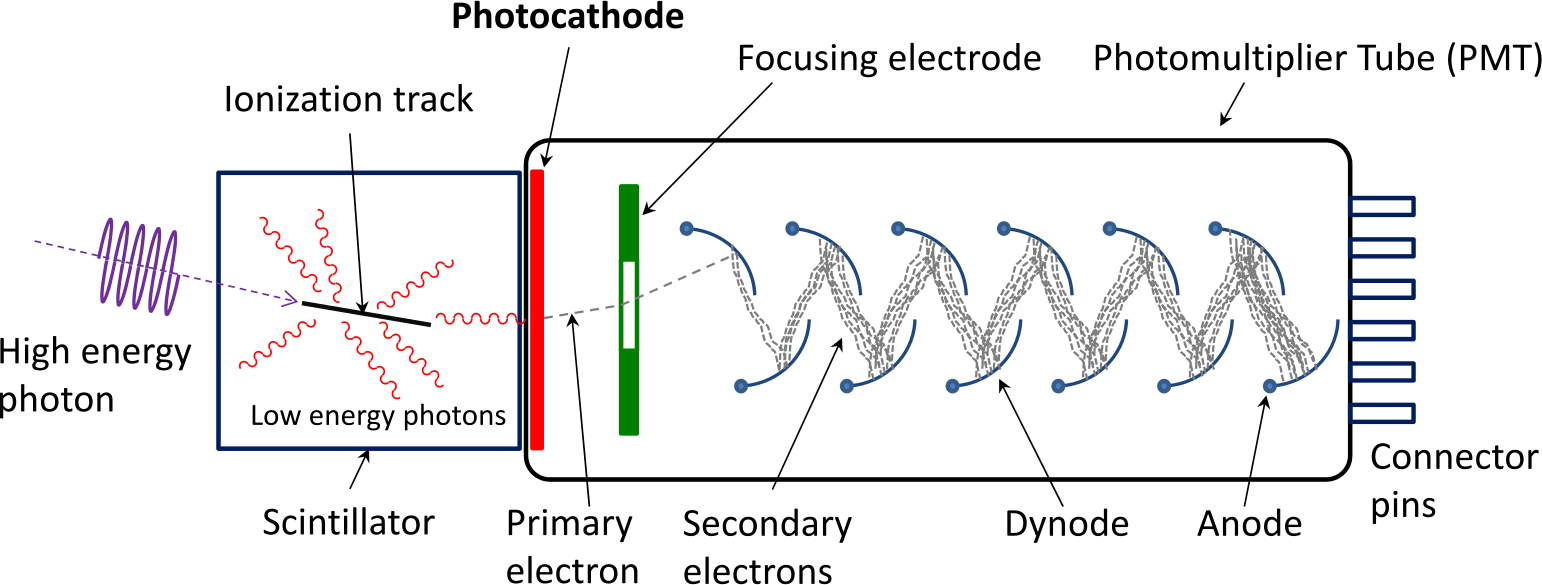 Photocathode
Focusing electrode
Photomultiplier Tube (PMT)
Ionization track
High energy
photon
Low energy photons
Connector
pins
Scintillator
Primary
electron
Secondary
electrons
Dynode
Anode